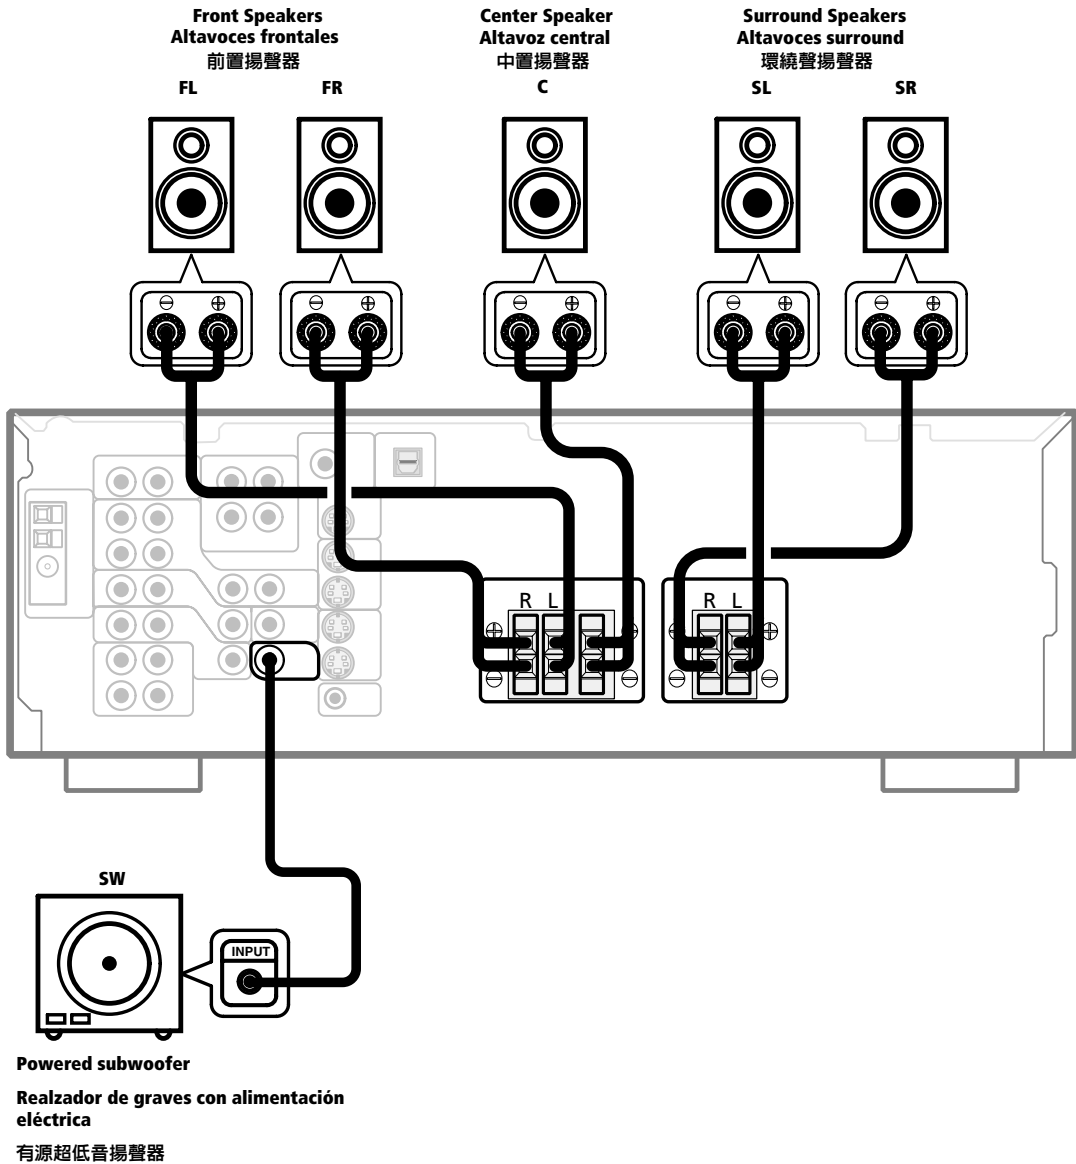 Front Speakers
Altavoces frontales
前置揚聲器
Center Speaker
Altavoz central
中置揚聲器
Surround Speakers
Altavoces surround
環繞聲揚聲器
FL
FR
C
SL
SR
R L
R L
SW
INPUT
Powered subwoofer
Realzador de graves con alimentación
eléctrica
有源超低音揚聲器